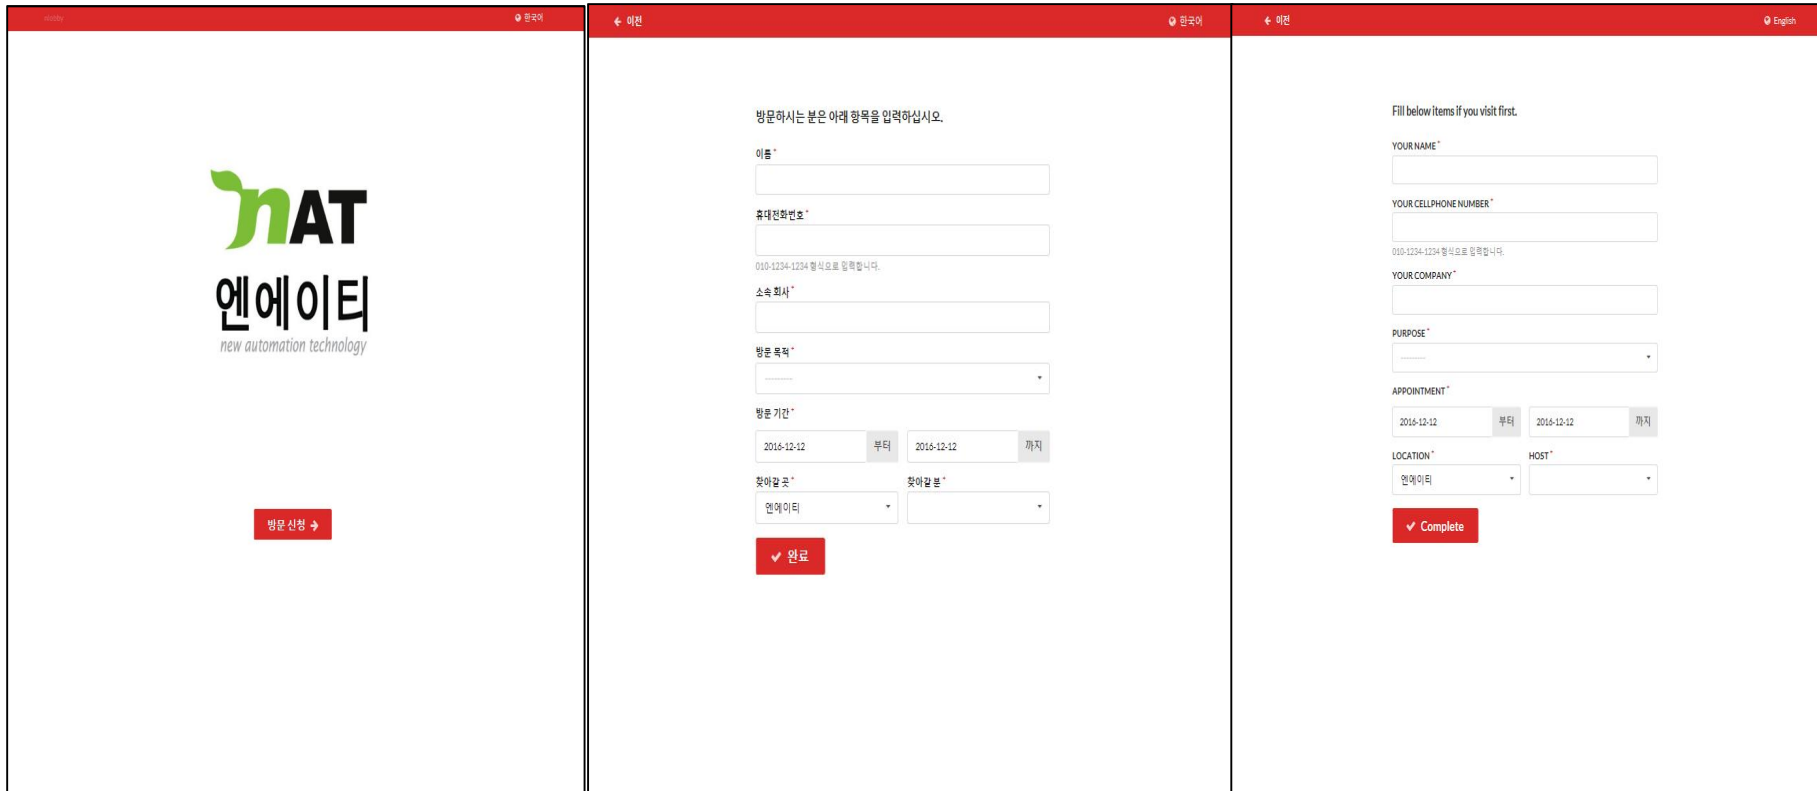 한국어
nAT
엔에이티
new automation technology
방문 신청
이전
한국어
방문하시는 분은 아래 항목을 입력하십시오.
이름 *
휴대전화번호 *
010-1234-1234 형식으로 입력합니다.
소속 회사 *
방문 목적 *
---------
방문 기간 *
2016-12-12 부터 2016-12-12 까지
찾아갈 곳 * 찾아갈 분 *
엔에이티
완료
이전
English
Fill below items if you visit first.
YOUR NAME *
YOUR CELLPHONE NUMBER *
010-1234-1234 형식으로 입력합니다.
YOUR COMPANY *
PURPOSE *
---------
APPOINTMENT *
2016-12-12 부터 2016-12-12 까지
LOCATION * HOST *
엔에이티
Complete